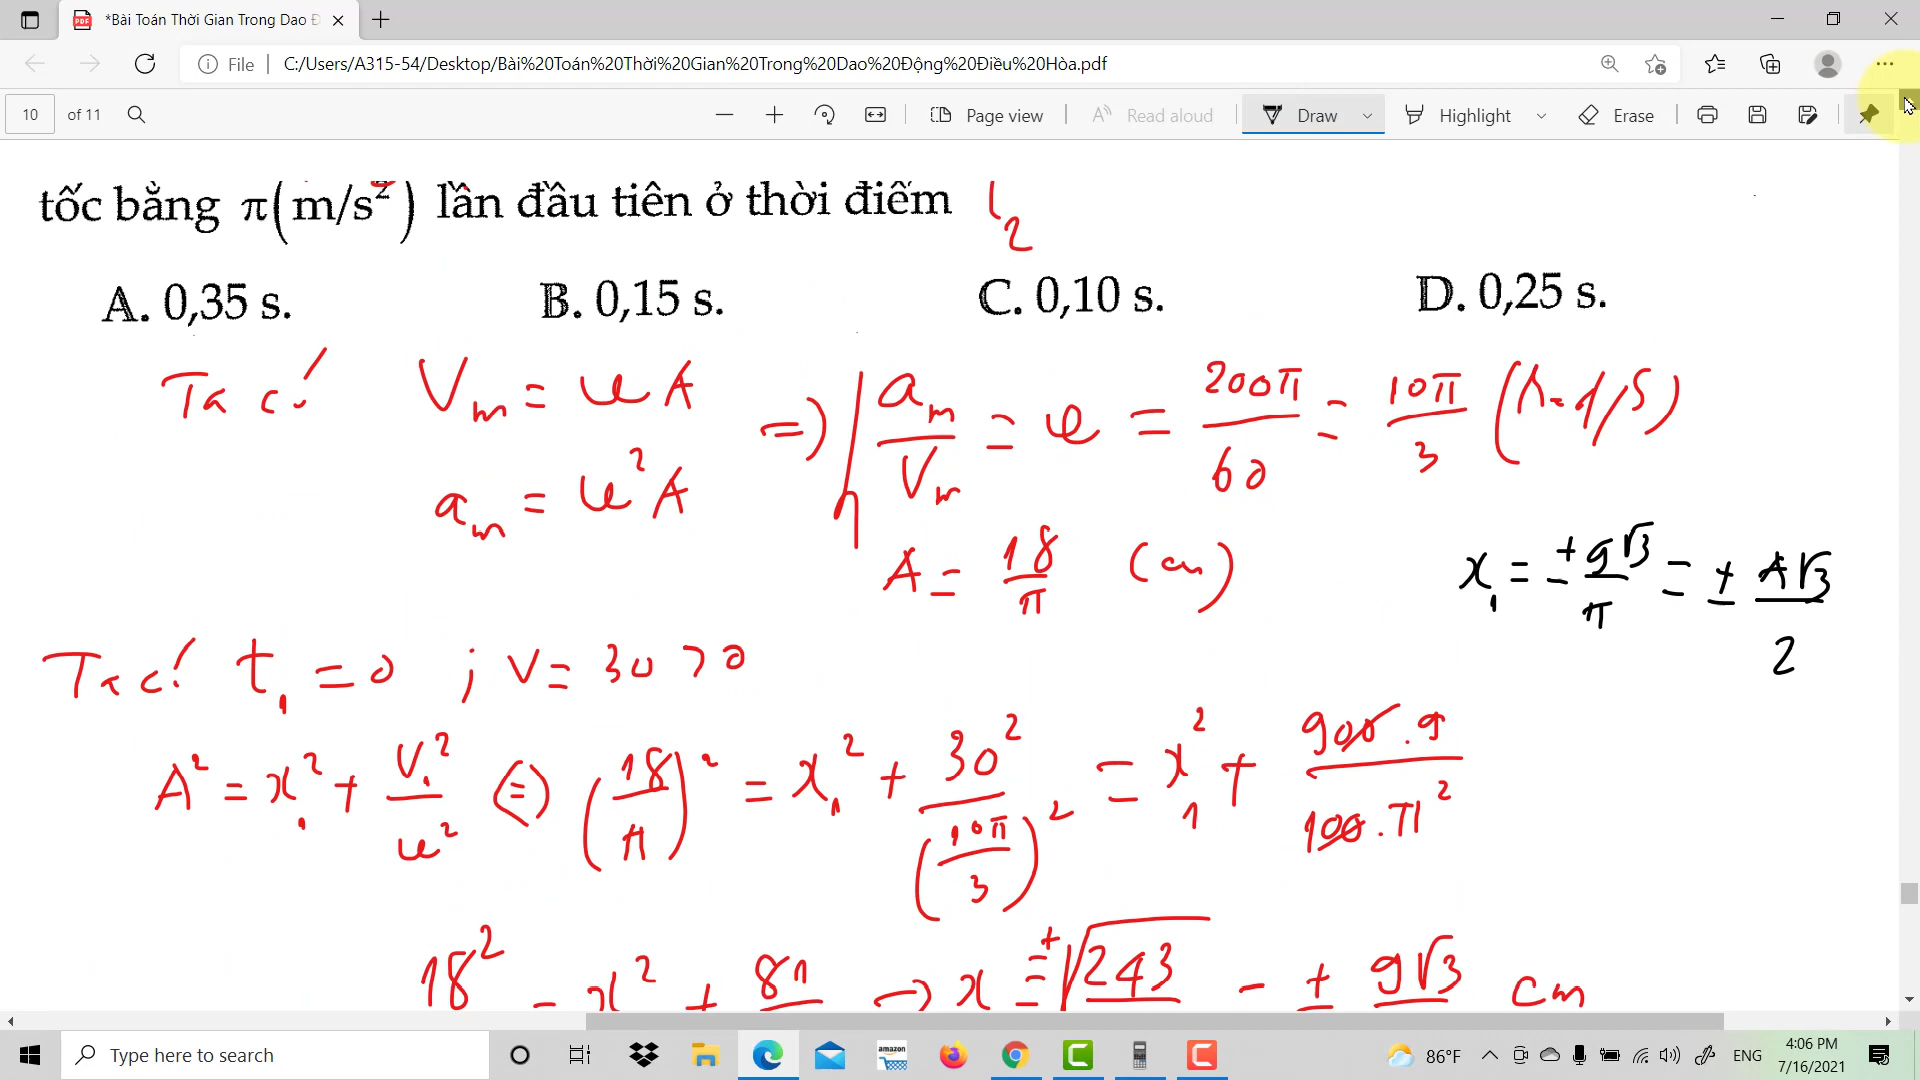 *Bài Toán Thời Gian Trong Dao Đ
File
C:/Users/A315-54/Desktop/Bài%20Toán%20Thời%20Gian%20Trong%20Dao%20Động%20Điều%20Hòa.pdf
10 of 11
Page view
Read aloud
Draw
Highlight
Erase
tốc bằng π(m/s²) lần đầu tiên ở thời điểm
A. 0,35 s. B. 0,15 s. C. 0,10 s. D. 0,25 s.
Ta có: Vm = ωA => am/Vm = ω = 200π/60 = 10π/3 (rad/s)
am = ω²A
A = 18/π (cm)
x₁ = ± 9√3/π = ± A√3/2
Ta có: t₁ = 0 ; v = 30 > 0
A² = x₁² + v₁²/ω² (=) (18/π)² = x₁² + 30²/(10π/3)² = x₁² + 900.9/100.π²
18² = x² + 81 → x = ±√243 = ± 9√3 cm
Type here to search
amazon
86°F
ENG
4:06 PM
7/16/2021